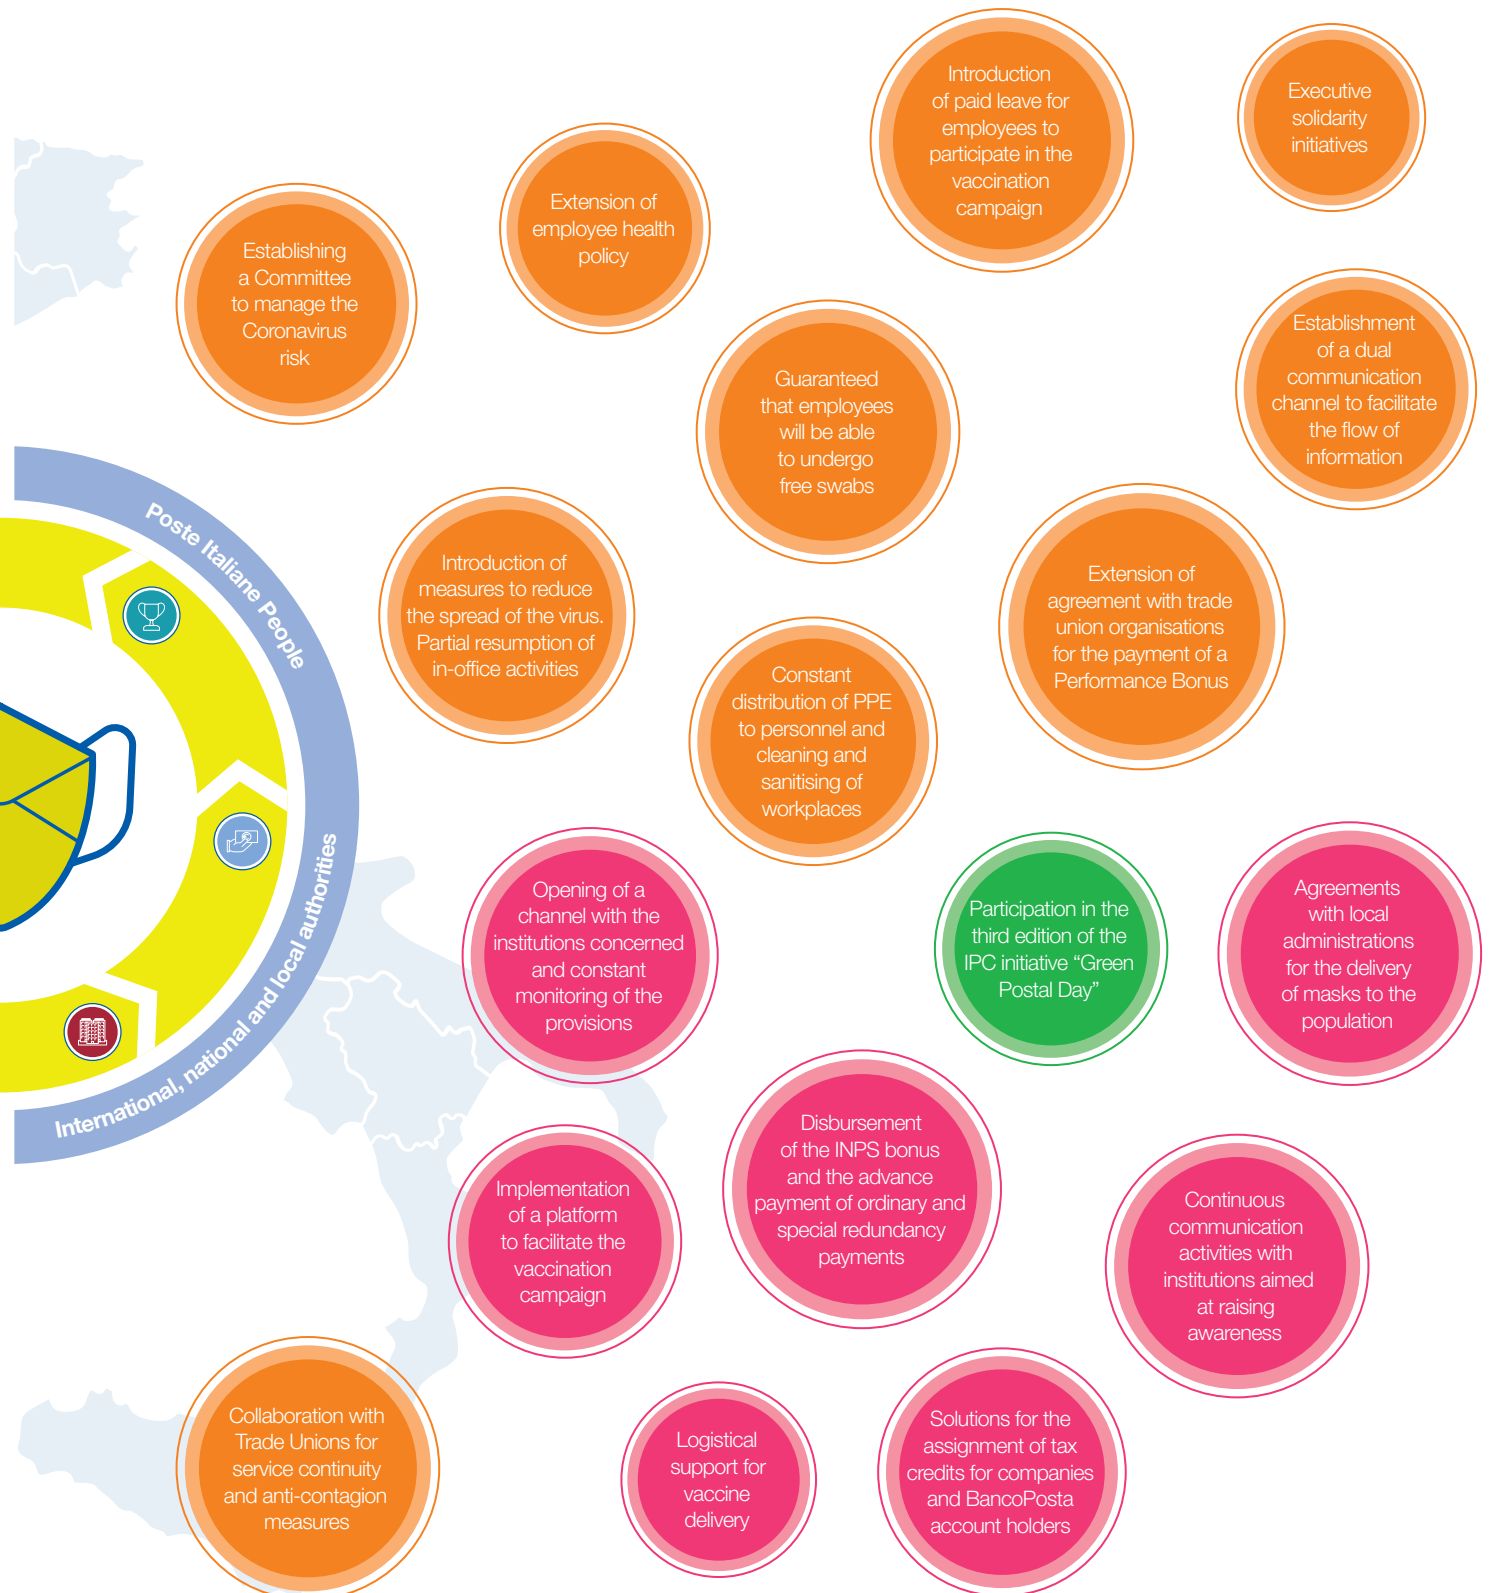 Introduction
of paid leave for
employees to
participate in the
vaccination
campaign
Executive
solidarity
initiatives
Extension of
employee health
policy
Establishing
a Committee
to manage the
Coronavirus
risk
Establishment
of a dual
communication
channel to facilitate
the flow of
information
Guaranteed
that employees
will be able
to undergo
free swabs
Poste Italiane People
Introduction of
measures to reduce
the spread of the virus.
Partial resumption of
in-office activities
Extension of
agreement with trade
union organisations
for the payment of a
Performance Bonus
Constant
distribution of PPE
to personnel and
cleaning and
sanitising of
workplaces
International, national and local authorities
Opening of a
channel with the
institutions concerned
and constant
monitoring of the
provisions
Participation in the
third edition of the
IPC initiative “Green
Postal Day”
Agreements
with local
administrations
for the delivery
of masks to the
population
Disbursement
of the INPS bonus
and the advance
payment of ordinary and
special redundancy
payments
Implementation
of a platform
to facilitate the
vaccination
campaign
Continuous
communication
activities with
institutions aimed
at raising
awareness
Collaboration with
Trade Unions for
service continuity
and anti-contagion
measures
Logistical
support for
vaccine
delivery
Solutions for the
assignment of tax
credits for companies
and BancoPosta
account holders